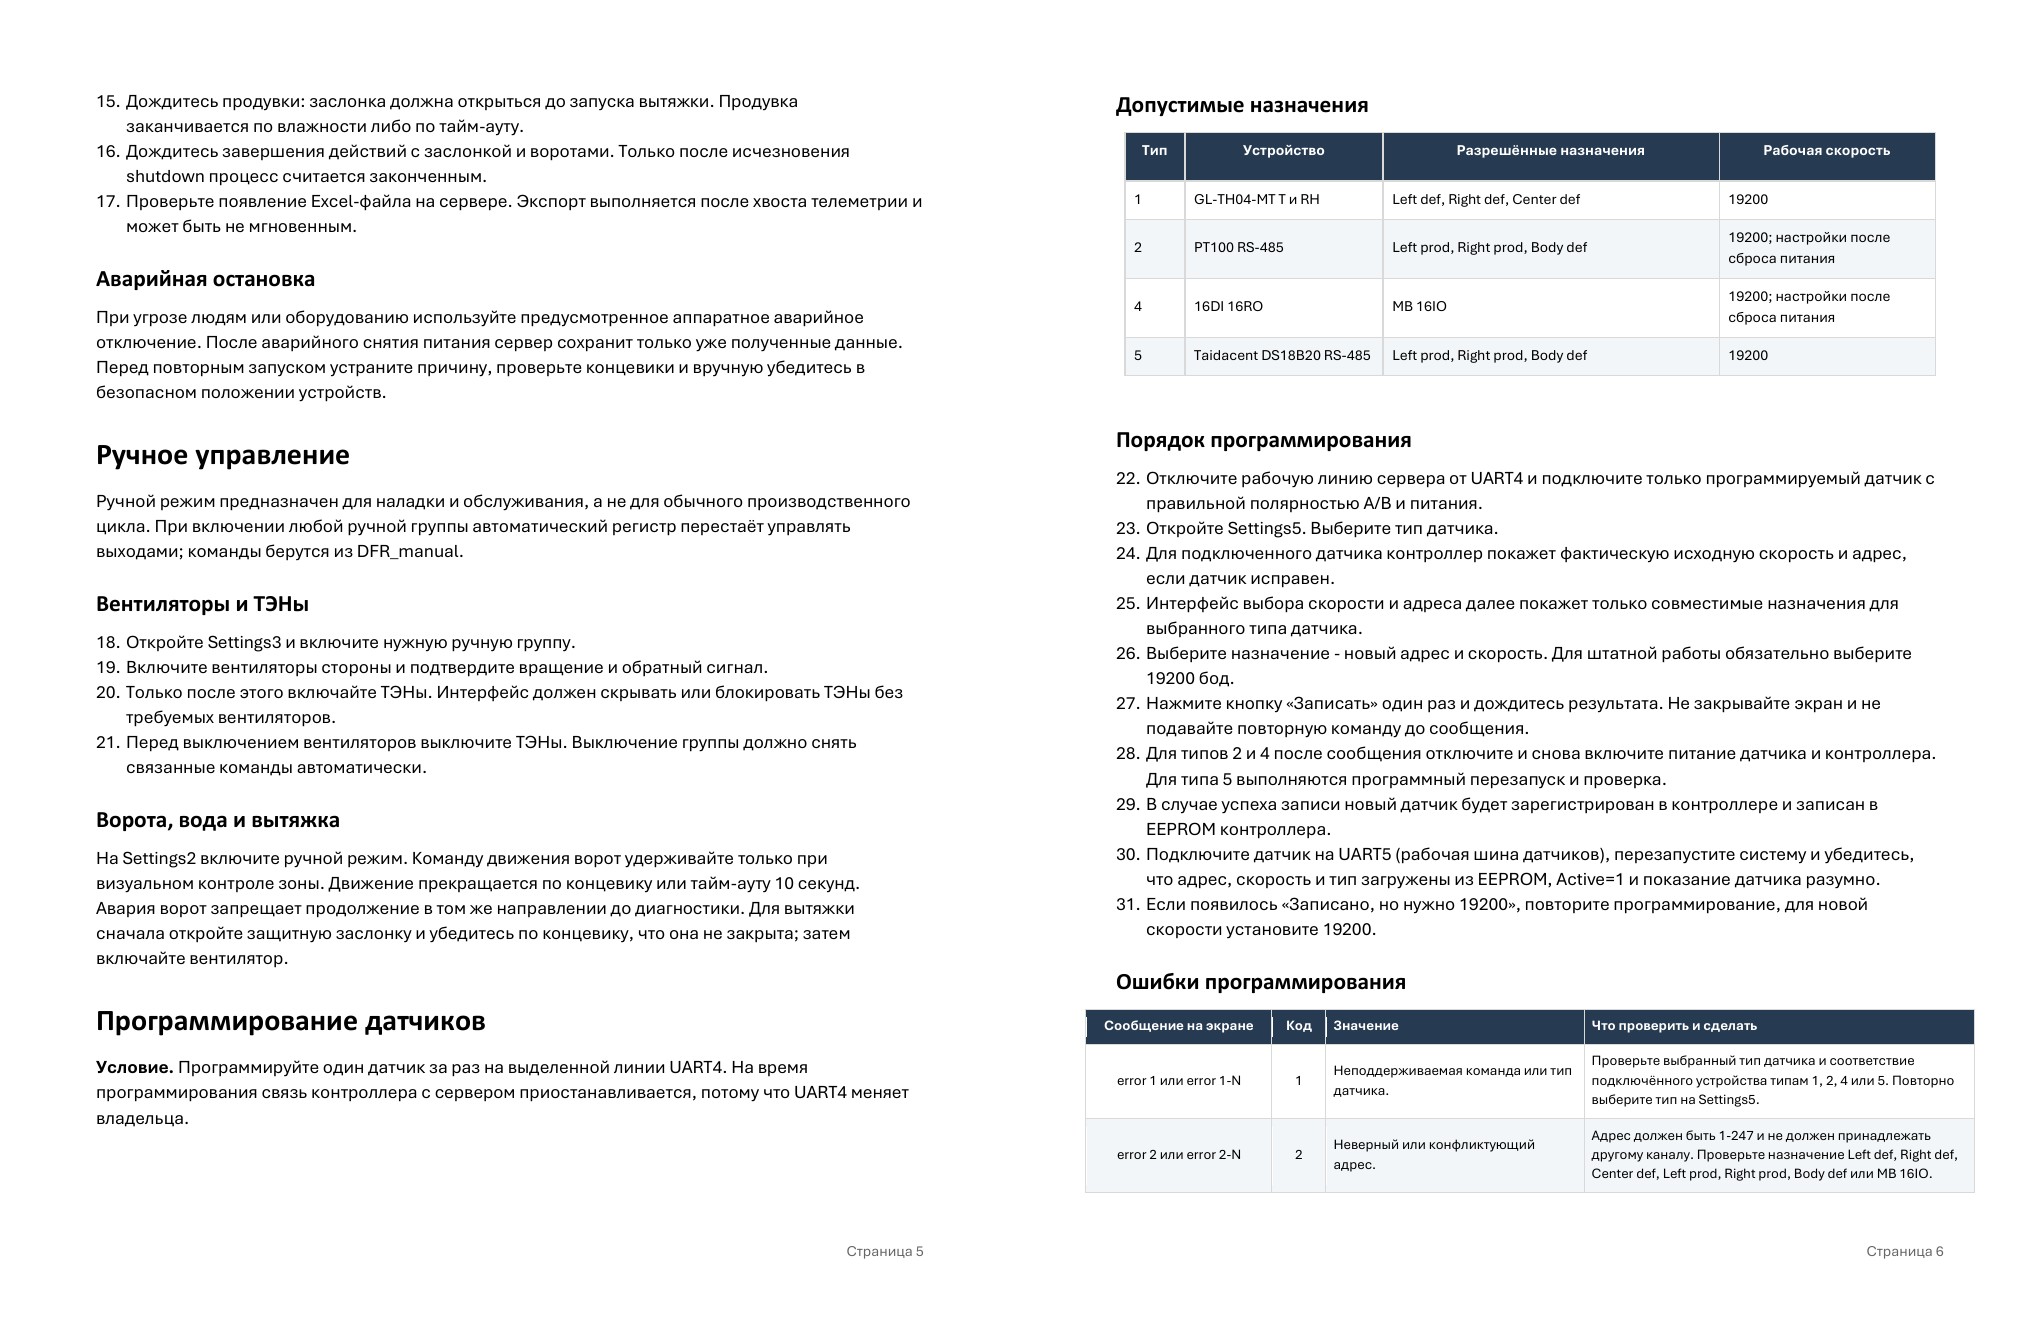 15. Дождитесь продувки: заслонка должна открыться до запуска вытяжки. Продувка
заканчивается по влажности либо по тайм-ауту.
16. Дождитесь завершения действий с заслонкой и воротами. Только после исчезновения
shutdown процесс считается законченным.
17. Проверьте появление Excel-файла на сервере. Экспорт выполняется после хвоста телеметрии и
может быть не мгновенным.
Аварийная остановка
При угрозе людям или оборудованию используйте предусмотренное аппаратное аварийное
отключение. После аварийного снятия питания сервер сохранит только уже полученные данные.
Перед повторным запуском устраните причину, проверьте концевики и вручную убедитесь в
безопасном положении устройств.
Ручное управление
Ручной режим предназначен для наладки и обслуживания, а не для обычного производственного
цикла. При включении любой ручной группы автоматический регистр перестаёт управлять
выходами; команды берутся из DFR_manual.
Вентиляторы и ТЭНы
18. Откройте Settings3 и включите нужную ручную группу.
19. Включите вентиляторы стороны и подтвердите вращение и обратный сигнал.
20. Только после этого включайте ТЭНы. Интерфейс должен скрывать или блокировать ТЭНы без
требуемых вентиляторов.
21. Перед выключением вентиляторов выключите ТЭНы. Выключение группы должно снять
связанные команды автоматически.
Ворота, вода и вытяжка
На Settings2 включите ручной режим. Команду движения ворот удерживайте только при
визуальном контроле зоны. Движение прекращается по концевику или тайм-ауту 10 секунд.
Авария ворот запрещает продолжение в том же направлении до диагностики. Для вытяжки
сначала откройте защитную заслонку и убедитесь по концевику, что она не закрыта; затем
включайте вентилятор.
Программирование датчиков
Условие. Программируйте один датчик за раз на выделенной линии UART4. На время
программирования связь контроллера с сервером приостанавливается, потому что UART4 меняет
владельца.
Страница 5
Допустимые назначения
Тип Устройство Разрешённые назначения Рабочая скорость
1 GL-TH04-MT T и RH Left def, Right def, Center def 19200
2 PT100 RS-485 Left prod, Right prod, Body def 19200; настройки после
сброса питания
4 16DI 16RO MB 16IO 19200; настройки после
сброса питания
5 Taidacent DS18B20 RS-485 Left prod, Right prod, Body def 19200
Порядок программирования
22. Отключите рабочую линию сервера от UART4 и подключите только программируемый датчик с
правильной полярностью A/B и питания.
23. Откройте Settings5. Выберите тип датчика.
24. Для подключенного датчика контроллер покажет фактическую исходную скорость и адрес,
если датчик исправен.
25. Интерфейс выбора скорости и адреса далее покажет только совместимые назначения для
выбранного типа датчика.
26. Выберите назначение - новый адрес и скорость. Для штатной работы обязательно выберите
19200 бод.
27. Нажмите кнопку «Записать» один раз и дождитесь результата. Не закрывайте экран и не
подавайте повторную команду до сообщения.
28. Для типов 2 и 4 после сообщения отключите и снова включите питание датчика и контроллера.
Для типа 5 выполняются программный перезапуск и проверка.
29. В случае успеха записи новый датчик будет зарегистрирован в контроллере и записан в
EEPROM контроллера.
30. Подключите датчик на UART5 (рабочая шина датчиков), перезапустите систему и убедитесь,
что адрес, скорость и тип загружены из EEPROM, Active=1 и показание датчика разумно.
31. Если появилось «Записано, но нужно 19200», повторите программирование, для новой
скорости установите 19200.
Ошибки программирования
Сообщение на экране Код Значение Что проверить и сделать
error 1 или error 1-N 1 Неподдерживаемая команда или тип
датчика. Проверьте выбранный тип датчика и соответствие
подключённого устройства типам 1, 2, 4 или 5. Повторно
выберите тип на Settings5.
error 2 или error 2-N 2 Неверный или конфликтующий
адрес. Адрес должен быть 1-247 и не должен принадлежать
другому каналу. Проверьте назначение Left def, Right def,
Center def, Left prod, Right prod, Body def или MB 16IO.
Страница 6